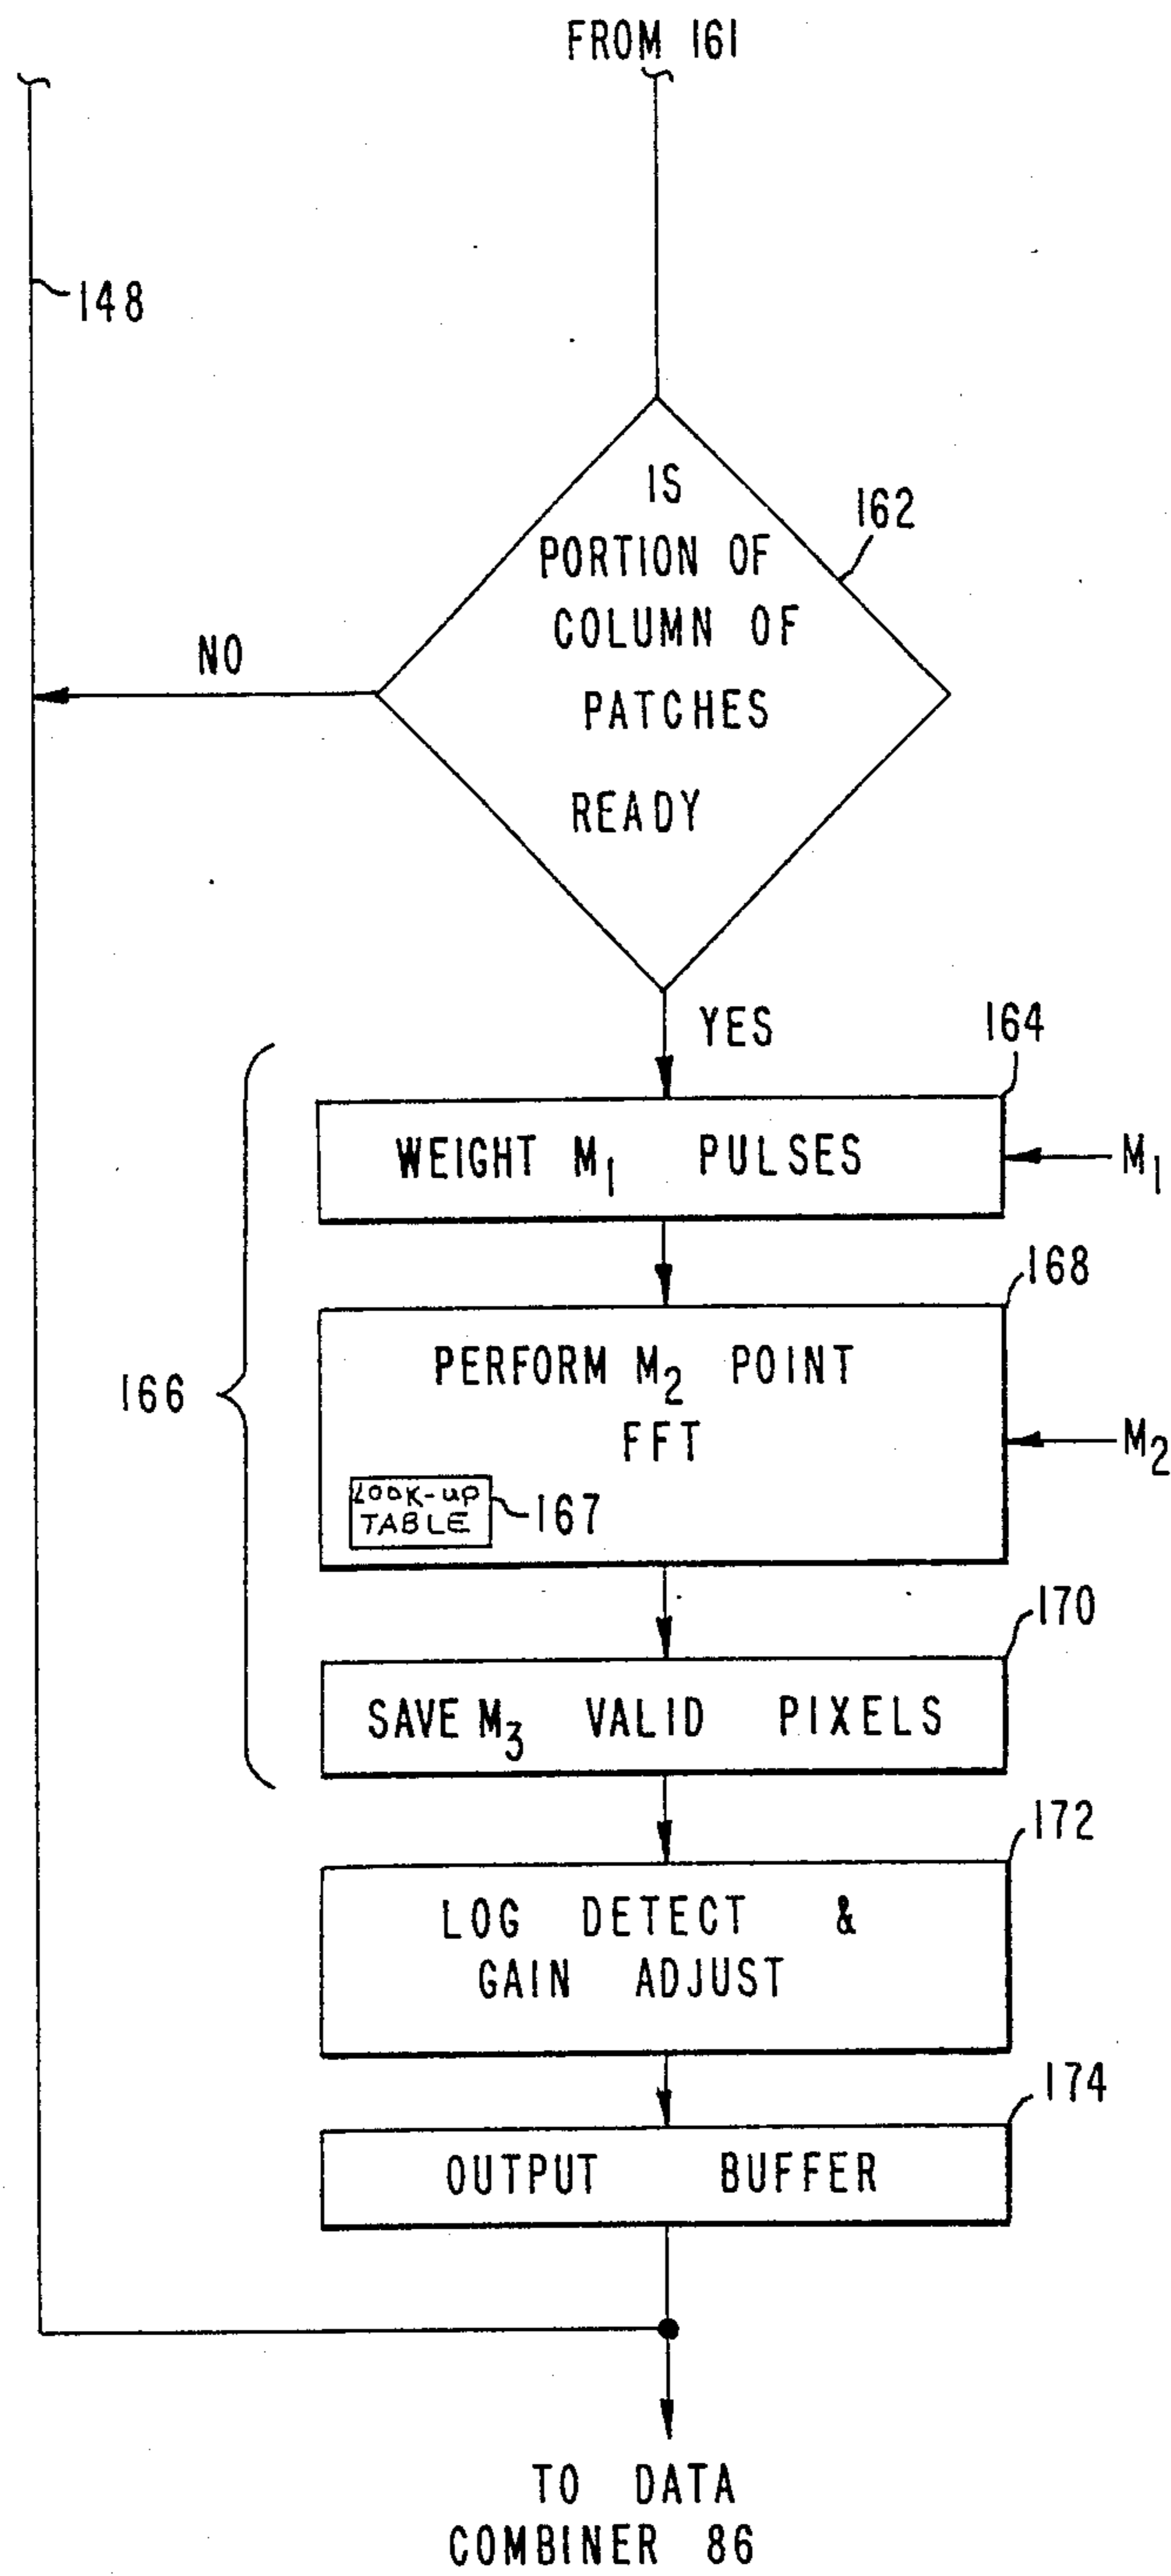 FROM 161
148
IS
PORTION OF
COLUMN OF
PATCHES
READY
162
NO
YES
164
WEIGHT M₁ PULSES
M₁
168
PERFORM M₂ POINT
FFT
M₂
166
LOOK-UP
TABLE
167
170
SAVE M₃ VALID PIXELS
172
LOG DETECT &
GAIN ADJUST
174
OUTPUT BUFFER
TO DATA
COMBINER 86